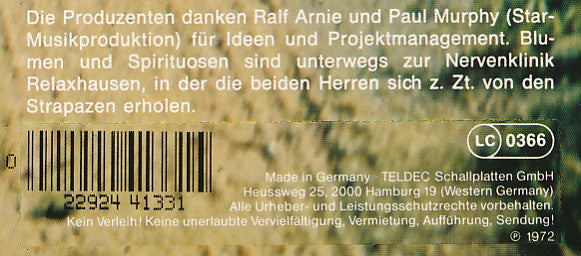 Die Produzenten danken Ralf Arnie und Paul Murphy (Star-
Musikproduktion) für Ideen und Projektmanagement. Blu-
men und Spirituosen sind unterwegs zur Nervenklinik
Relaxhausen, in der die beiden Herren sich z. Zt. von den
Strapazen erholen.
LC 0366
0
22924 41331
Made in Germany · TELDEC Schallplatten GmbH
Heussweg 25, 2000 Hamburg 19 (Western Germany)
Alle Urheber- und Leistungsschutzrechte vorbehalten.
Kein Verleih! Keine unerlaubte Vervielfältigung, Vermietung, Aufführung, Sendung!
℗ 1972